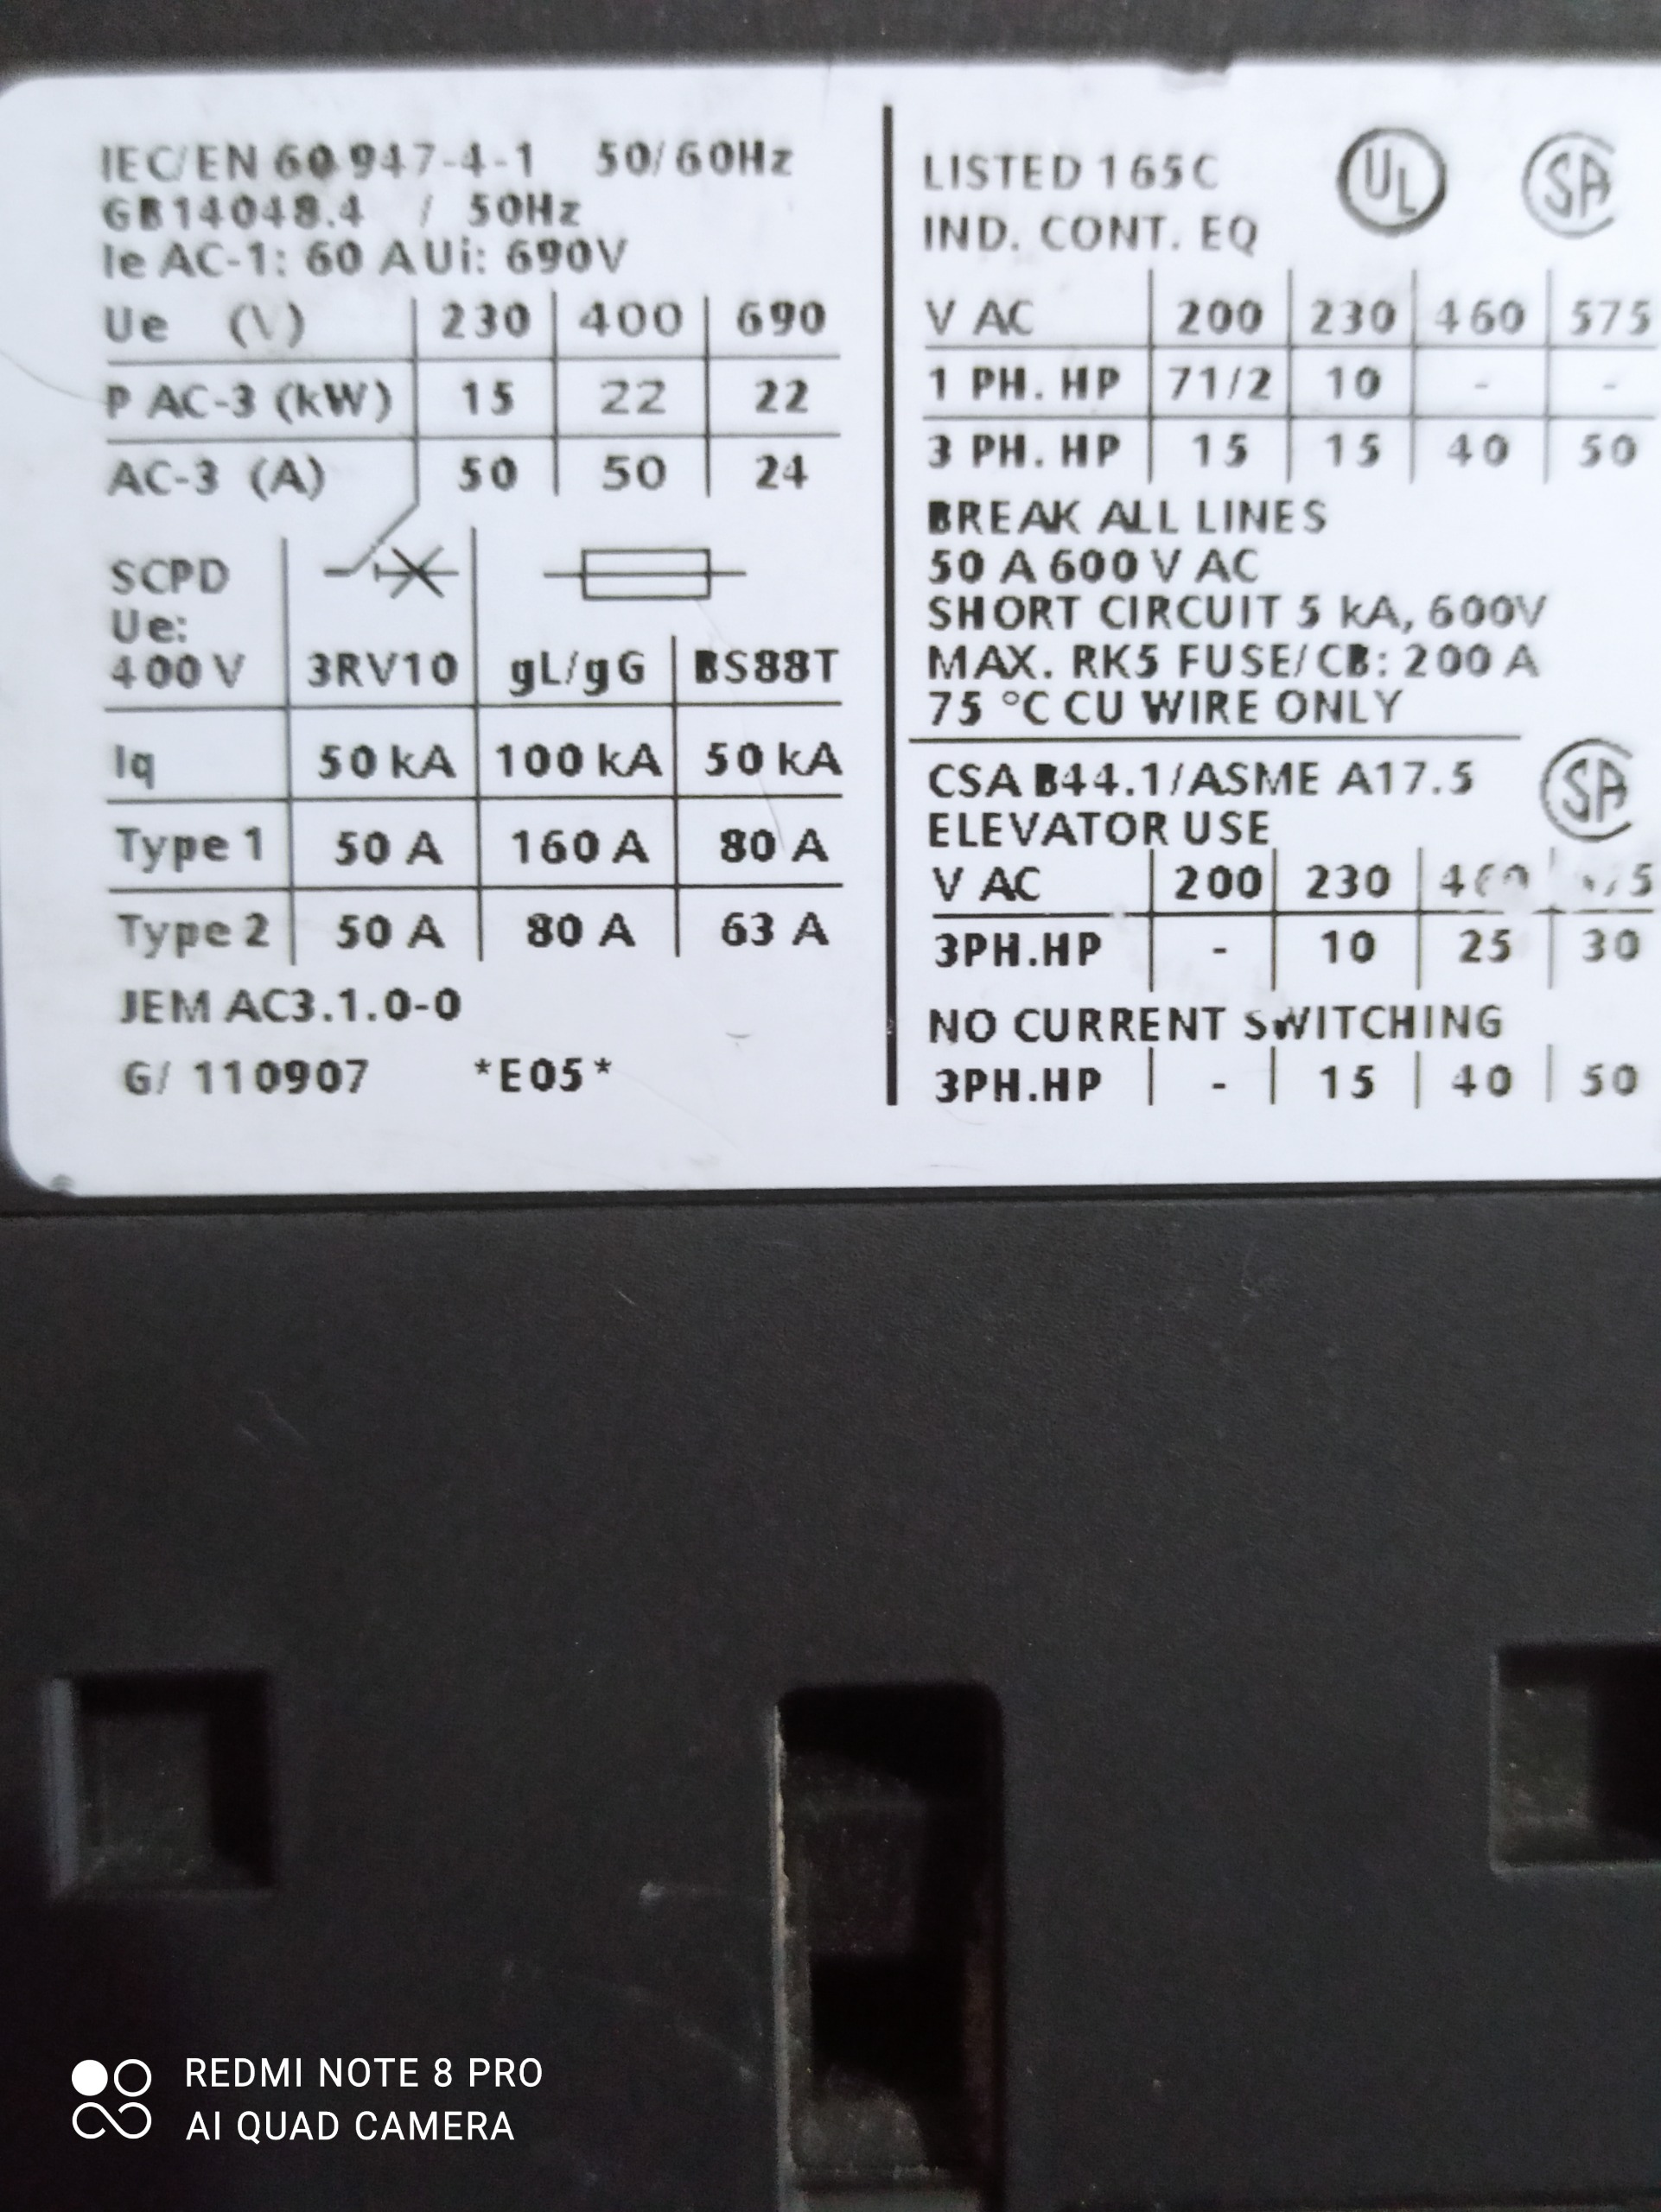 IEC/EN 60 947-4-1 50/60Hz
GB14048.4 / 50Hz
Ie AC-1: 60 A Ui: 690V
Ue (V) 230 400 690
P AC-3 (kW) 15 22 22
AC-3 (A) 50 50 24
SCPD
Ue:
400 V 3RV10 gL/gG BS88T
Iq 50 kA 100 kA 50 kA
Type 1 50 A 160 A 80 A
Type 2 50 A 80 A 63 A
JEM AC3.1.0-0
G/ 110907 *E05*
LISTED 165C UL SA
IND. CONT. EQ
V AC 200 230 460 575
1 PH. HP 71/2 10 - -
3 PH. HP 15 15 40 50
BREAK ALL LINES
50 A 600 V AC
SHORT CIRCUIT 5 kA, 600V
MAX. RK5 FUSE/CB: 200 A
75 °C CU WIRE ONLY
CSA B44.1/ASME A17.5 SA
ELEVATOR USE
V AC 200 230
3PH.HP - 10 25 30
NO CURRENT SWITCHING
3PH.HP - 15 40 50
REDMI NOTE 8 PRO
AI QUAD CAMERA